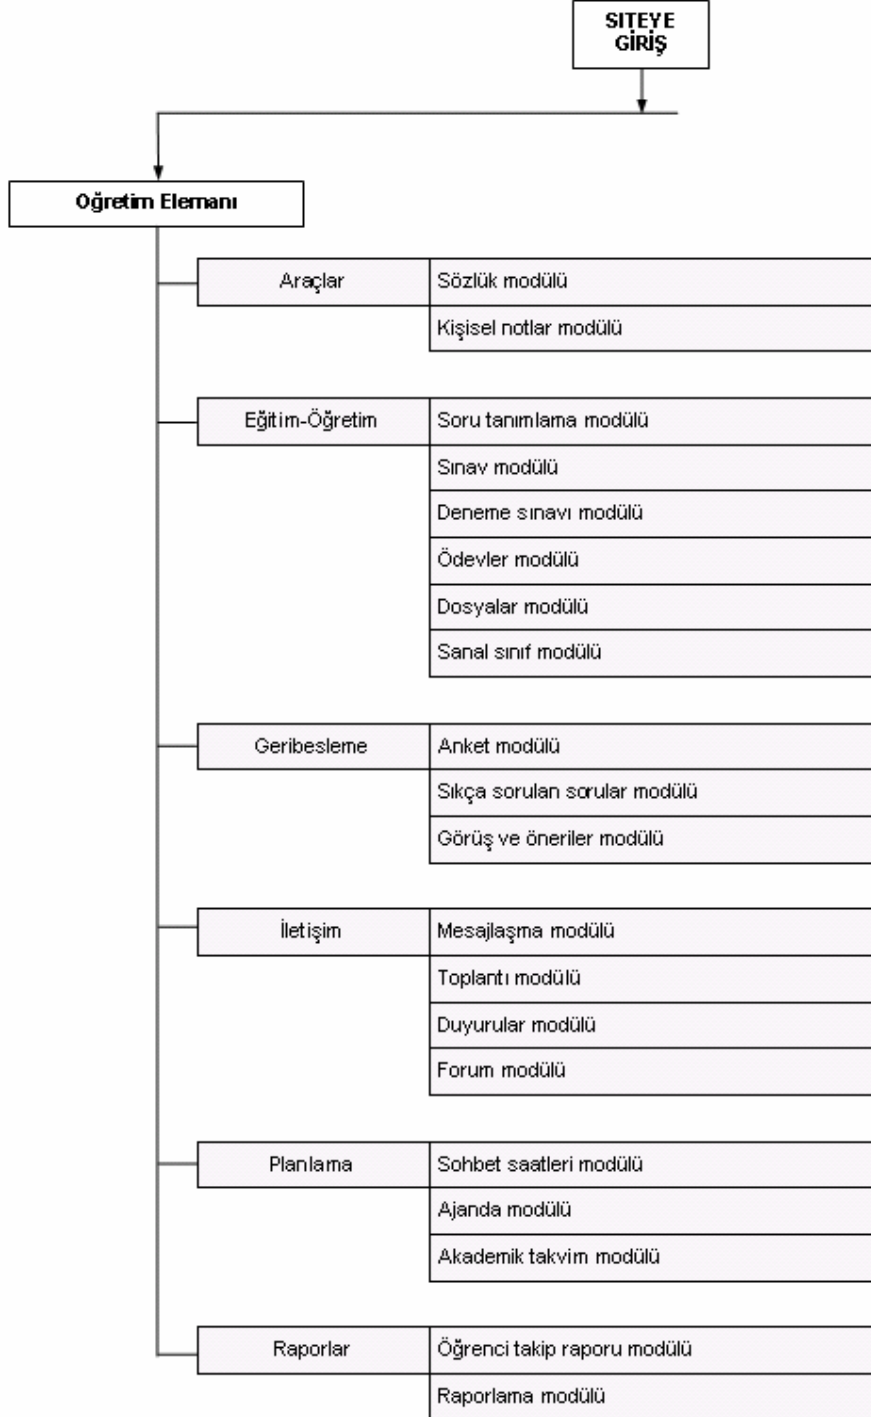 SITEYE
GİRİŞ
Oğretim Elemanı
Araçlar
Sözlük modülü
Kişisel notlar modülü
Eğitim-Öğretim
Soru tanımlama modülü
Sınav modülü
Deneme sınavı modülü
Ödevler modülü
Dosyalar modülü
Sanal sınıf modülü
Geribesleme
Anket modülü
Sıkça sorulan sorular modülü
Görüş ve öneriler modülü
İletişim
Mesajlaşma modülü
Toplantı modülü
Duyurular modülü
Forum modülü
Planlama
Sohbet saatleri modülü
Ajanda modülü
Akademik takvim modülü
Raporlar
Öğrenci takip raporu modülü
Raporlama modülü